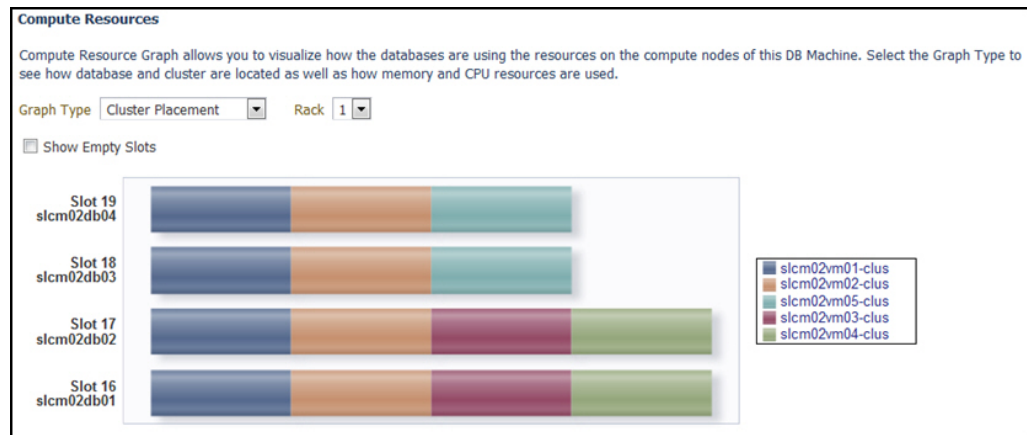 Compute Resources
Compute Resource Graph allows you to visualize how the databases are using the resources on the compute nodes of this DB Machine. Select the Graph Type to
see how database and cluster are located as well as how memory and CPU resources are used.
Graph Type Cluster Placement Rack 1
Show Empty Slots
Slot 19
slcm02db04
Slot 18
slcm02db03
Slot 17
slcm02db02
Slot 16
slcm02db01
slcm02vm01-clus
slcm02vm02-clus
slcm02vm05-clus
slcm02vm03-clus
slcm02vm04-clus